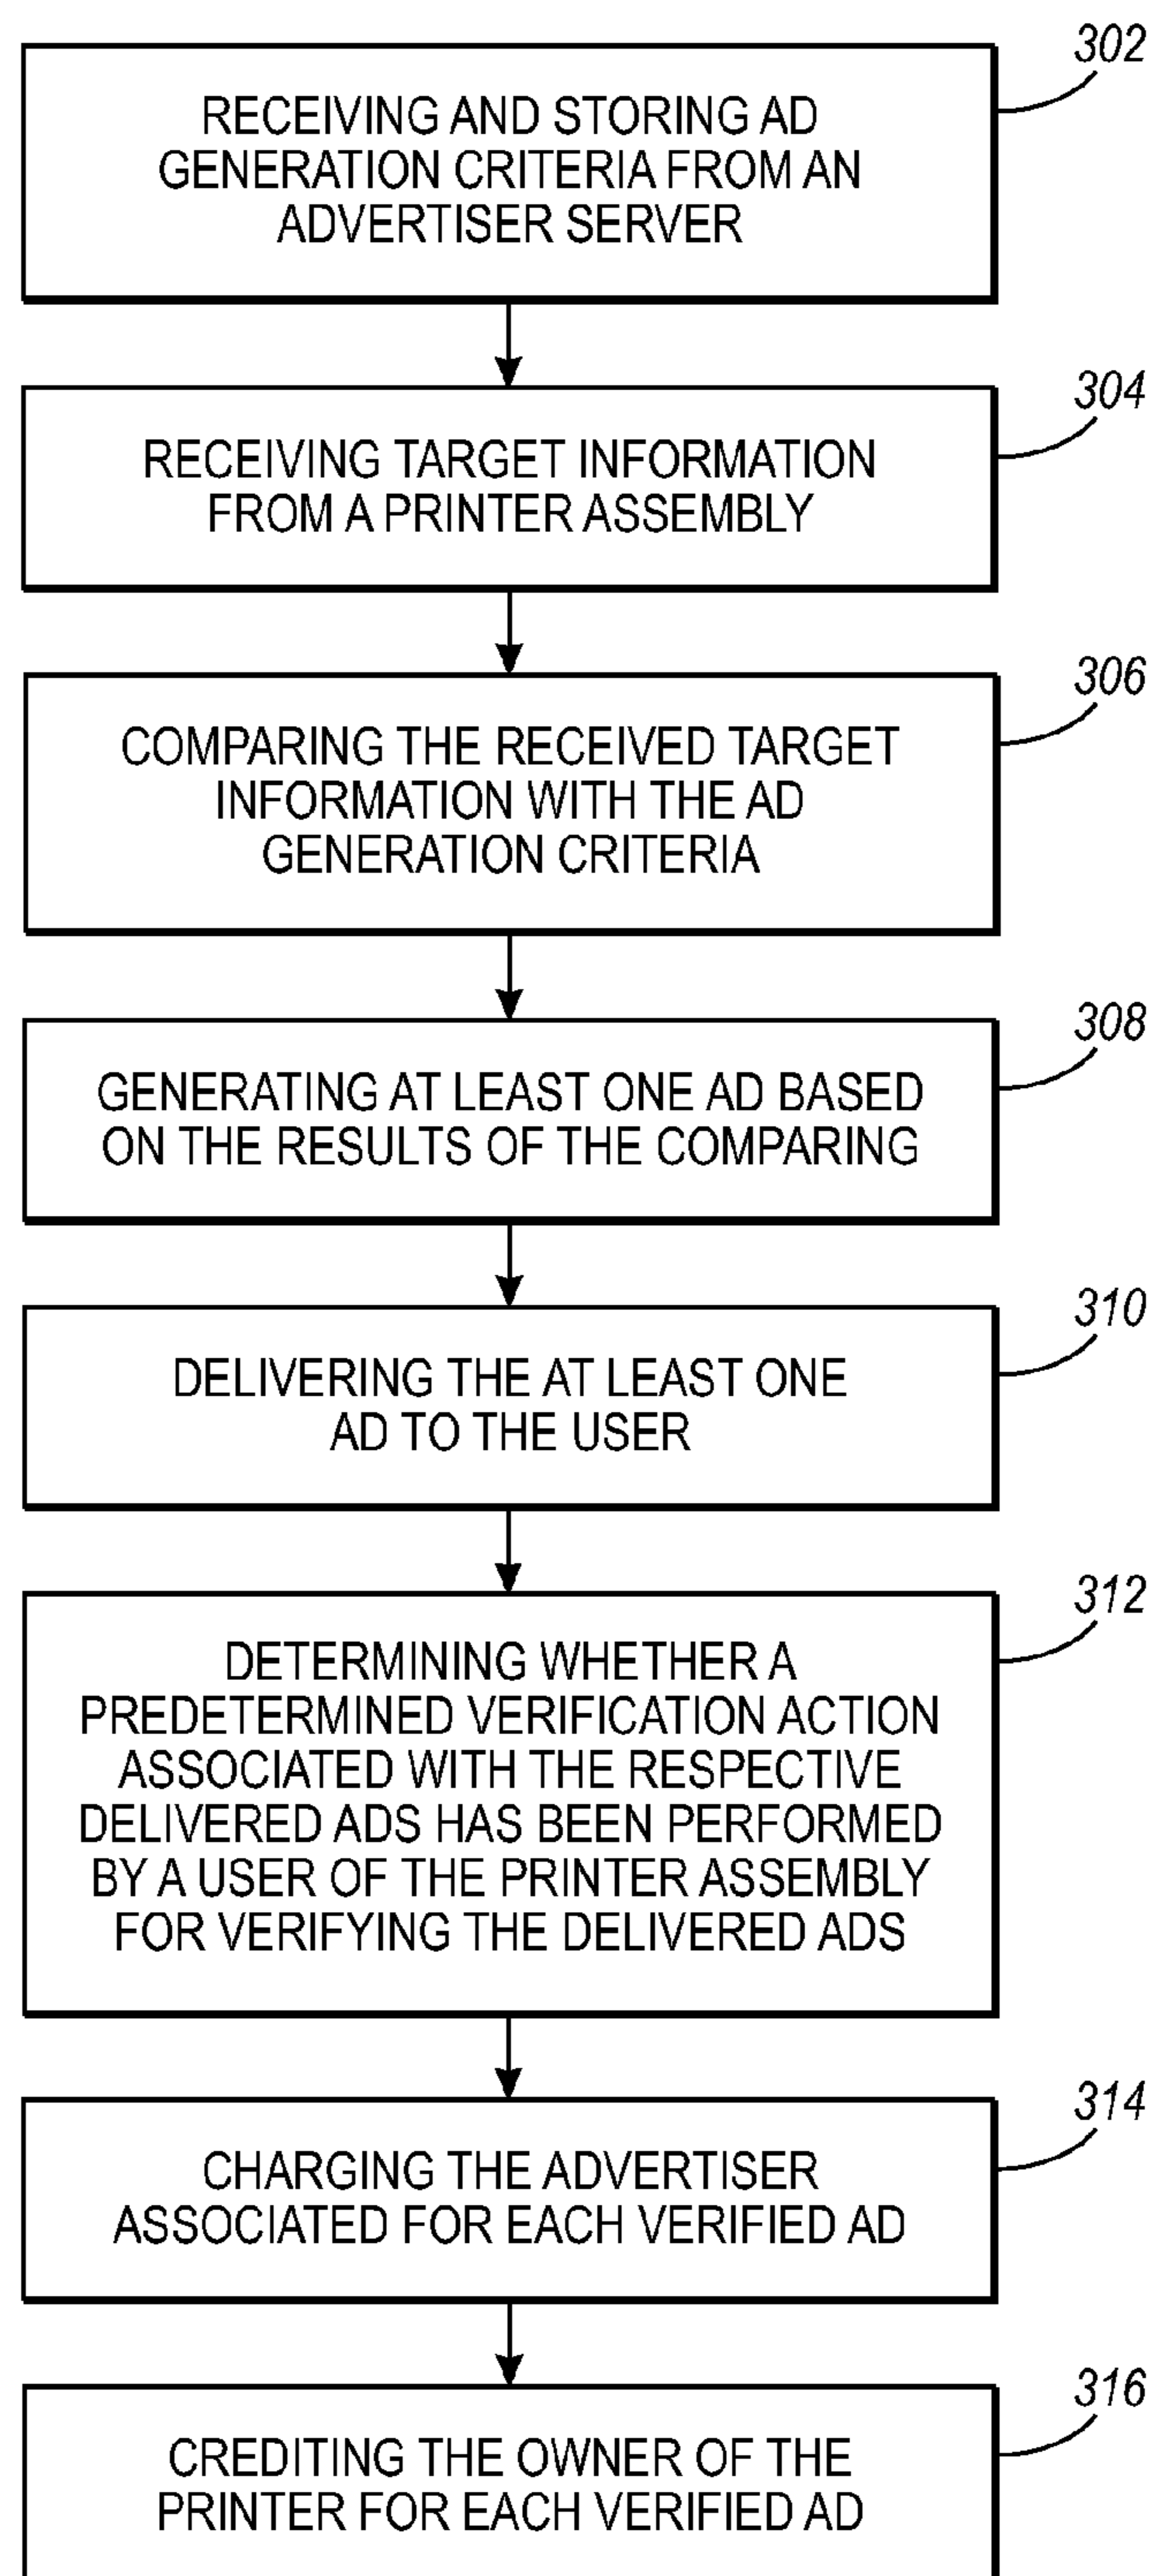 302
RECEIVING AND STORING AD
GENERATION CRITERIA FROM AN
ADVERTISER SERVER
304
RECEIVING TARGET INFORMATION
FROM A PRINTER ASSEMBLY
306
COMPARING THE RECEIVED TARGET
INFORMATION WITH THE AD
GENERATION CRITERIA
308
GENERATING AT LEAST ONE AD BASED
ON THE RESULTS OF THE COMPARING
310
DELIVERING THE AT LEAST ONE
AD TO THE USER
312
DETERMINING WHETHER A
PREDETERMINED VERIFICATION ACTION
ASSOCIATED WITH THE RESPECTIVE
DELIVERED ADS HAS BEEN PERFORMED
BY A USER OF THE PRINTER ASSEMBLY
FOR VERIFYING THE DELIVERED ADS
314
CHARGING THE ADVERTISER
ASSOCIATED FOR EACH VERIFIED AD
316
CREDITING THE OWNER OF THE
PRINTER FOR EACH VERIFIED AD